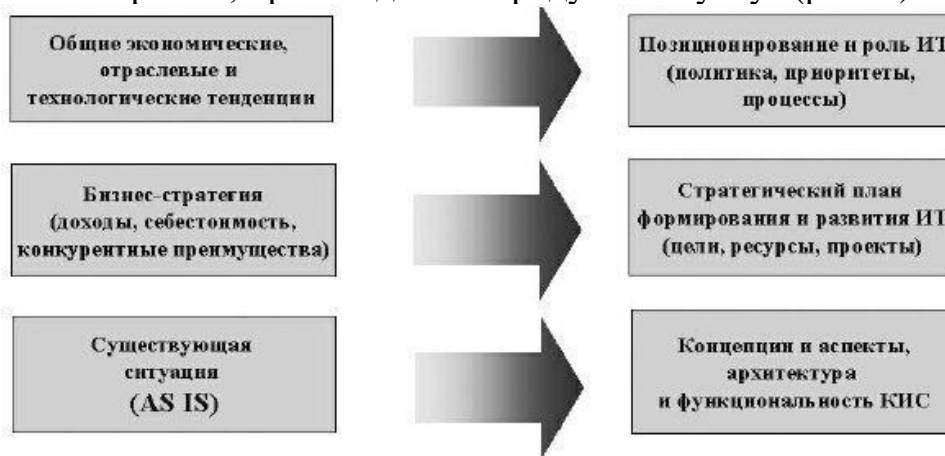 Общие экономические,
отраслевые и
технологические тенденции
Позиционирование и роль ИТ
(политика, приоритеты,
процессы)
Бизнес-стратегия
(доходы, себестоимость,
конкурентные преимущества)
Стратегический план
формирования и развития ИТ
(цели, ресурсы, проекты)
Существующая
ситуация
(AS IS)
Концепции и аспекты,
архитектура
и функциональность КИС